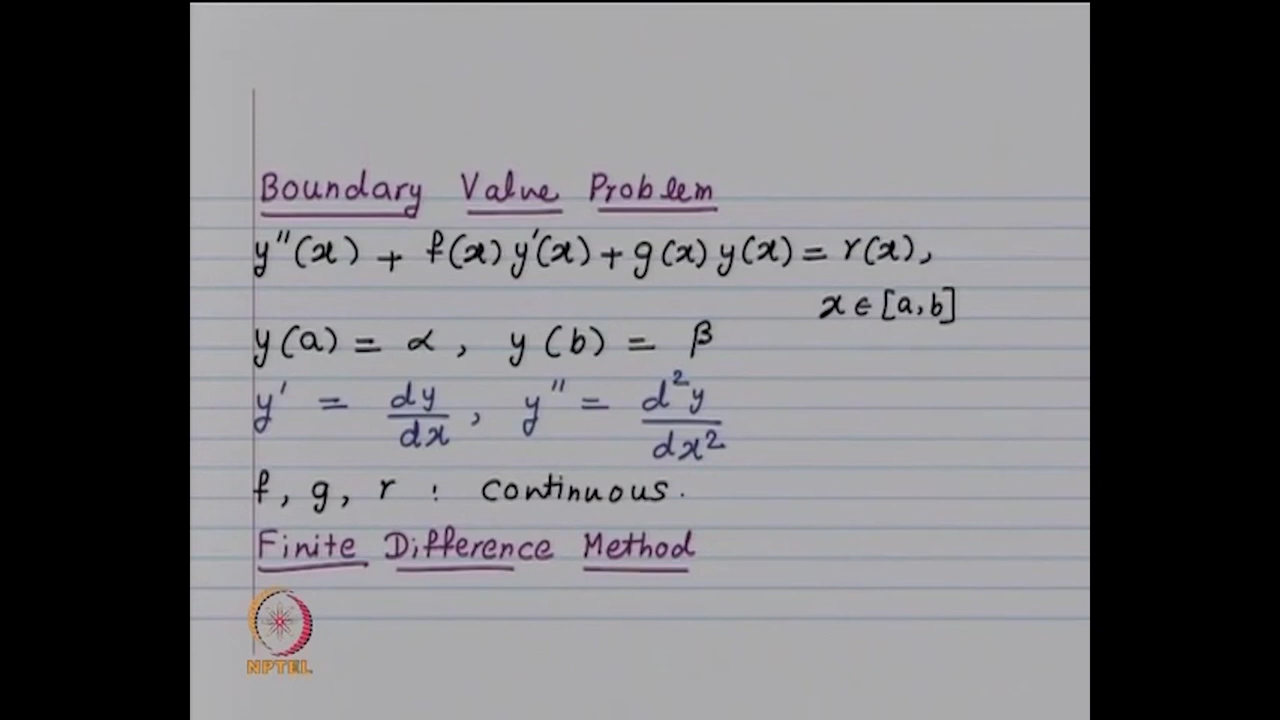 Boundary Value Problem
y''(x) + f(x) y'(x) + g(x) y(x) = r(x),
x ∈ [a, b]
y(a) = α, y(b) = β
y' = dy/dx, y'' = d²y/dx²
f, g, r : continuous.
Finite Difference Method
NPTEL